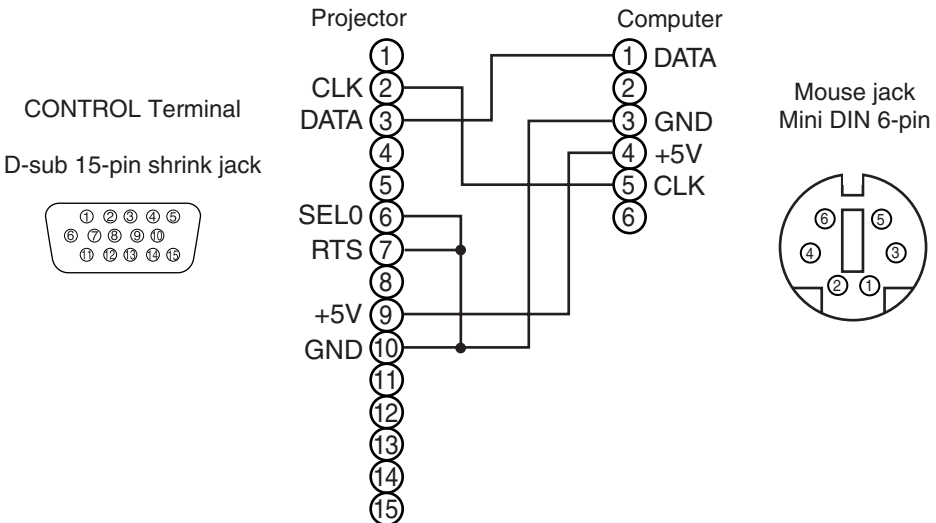 Projector
Computer
CONTROL Terminal
D-sub 15-pin shrink jack
① ② ③ ④ ⑤
⑥ ⑦ ⑧ ⑨ ⑩
⑪ ⑫ ⑬ ⑭ ⑮
①
CLK ②
DATA ③
④
⑤
SEL0 ⑥
RTS ⑦
⑧
+5V ⑨
GND ⑩
⑪
⑫
⑬
⑭
⑮
① DATA
②
③ GND
④ +5V
⑤ CLK
⑥
Mouse jack
Mini DIN 6-pin
⑥ ⑤
④ ③
② ①